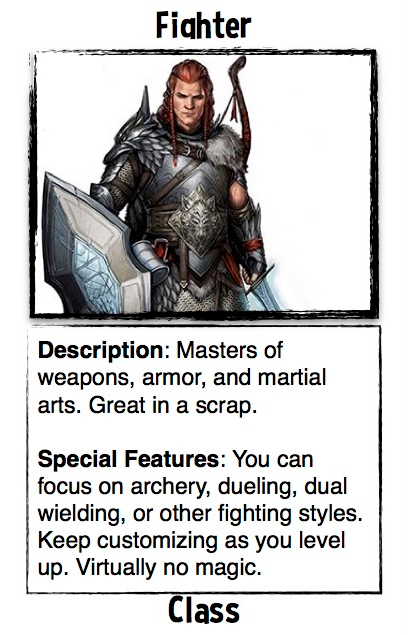 Fighter
Description: Masters of
weapons, armor, and martial
arts. Great in a scrap.
Special Features: You can
focus on archery, dueling, dual
wielding, or other fighting styles.
Keep customizing as you level
up. Virtually no magic.
Class